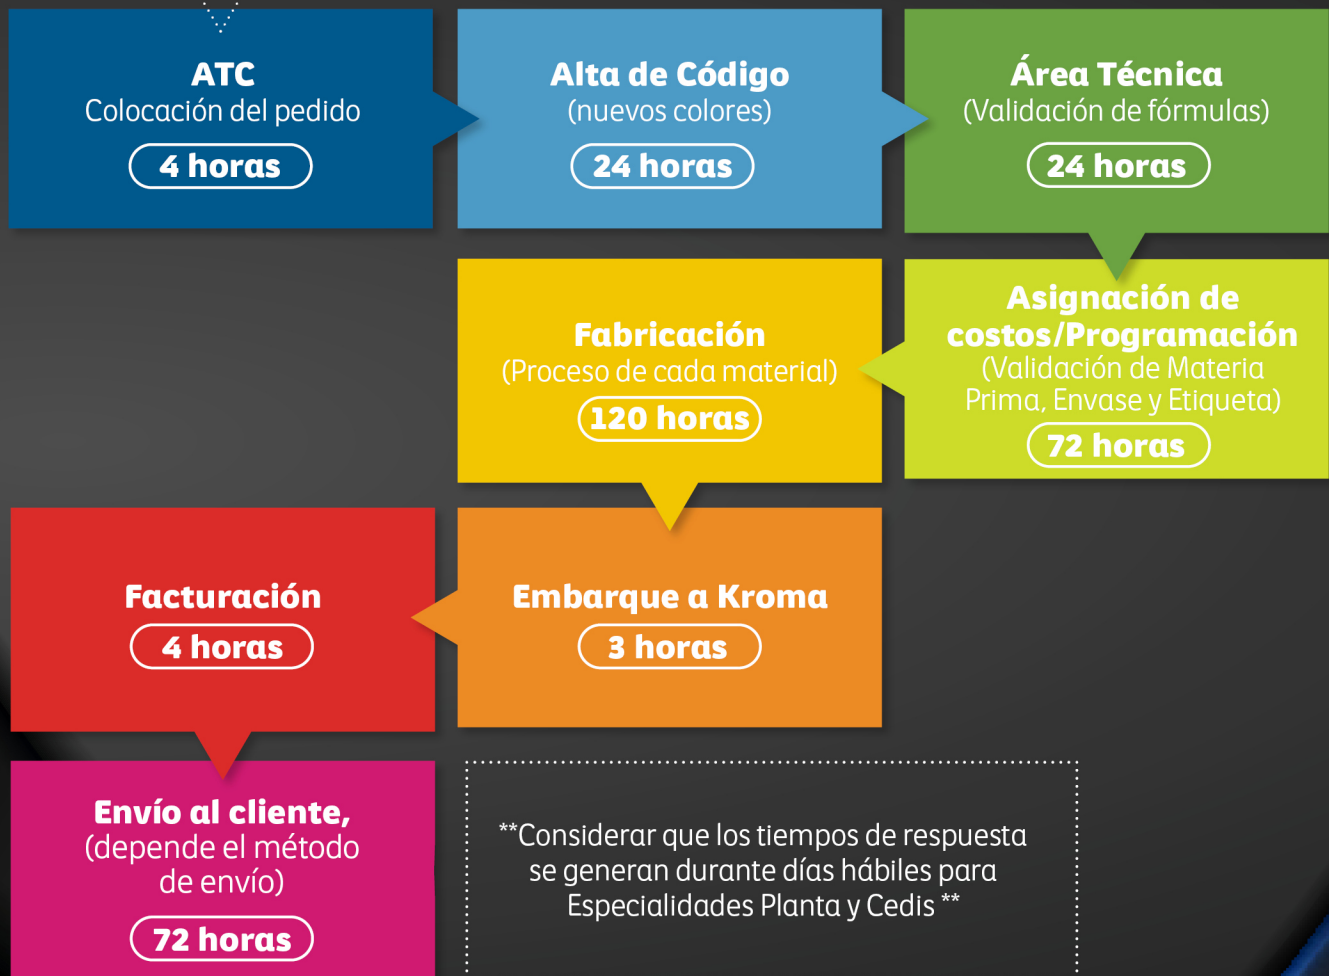 ATC
Colocación del pedido
4 horas
Alta de Código
(nuevos colores)
24 horas
Área Técnica
(Validación de fórmulas)
24 horas
Asignación de
costos/Programación
(Validación de Materia
Prima, Envase y Etiqueta)
72 horas
Fabricación
(Proceso de cada material)
120 horas
Embarque a Kroma
3 horas
Facturación
4 horas
Envío al cliente,
(depende el método
de envío)
72 horas
**Considerar que los tiempos de respuesta
se generan durante días hábiles para
Especialidades Planta y Cedis **